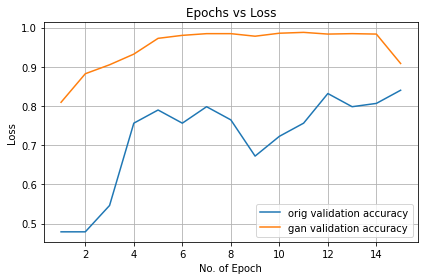 Epochs vs Loss
1.0
0.9
0.8
0.7
0.6
0.5
Loss
2 4 6 8 10 12 14
No. of Epoch
orig validation accuracy
gan validation accuracy